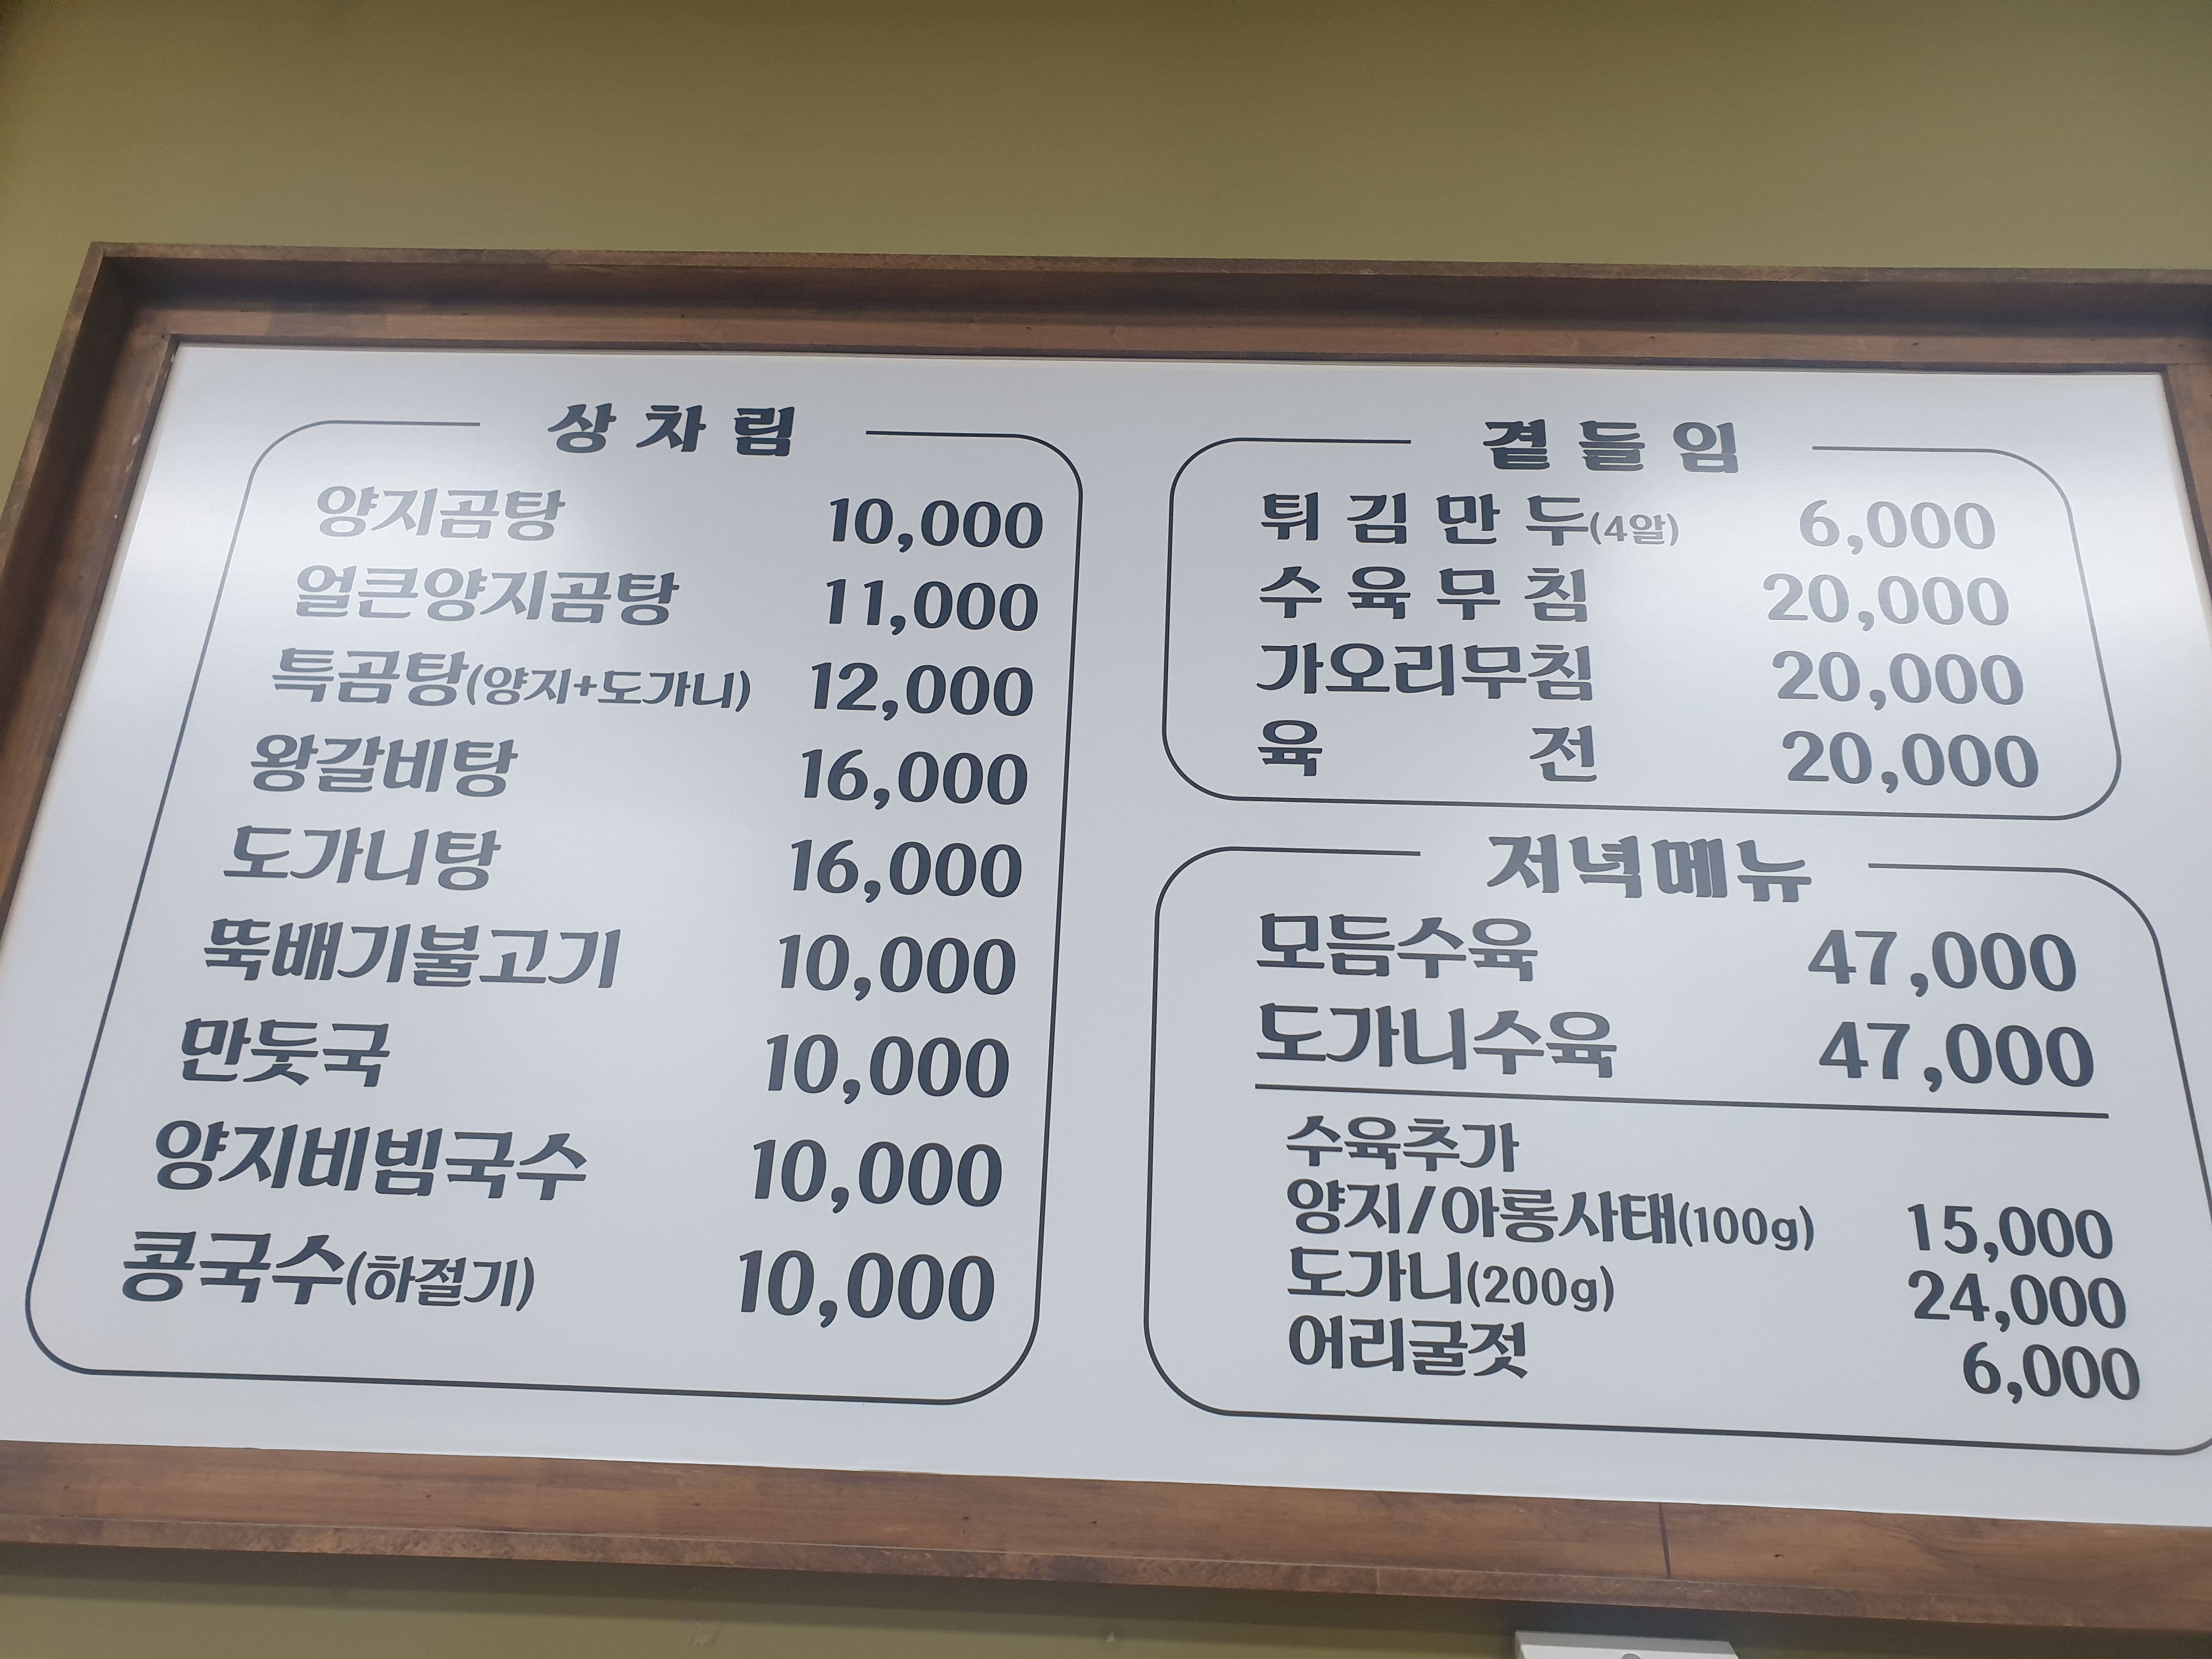 상차림
양지곰탕 10,000
얼큰양지곰탕 11,000
특곰탕(양지+도가니) 12,000
왕갈비탕 16,000
도가니탕 16,000
뚝배기불고기 10,000
만둣국 10,000
양지비빔국수 10,000
콩국수(하절기) 10,000
곁들임
튀김만두(4알) 6,000
수육무침 20,000
가오리무침 20,000
육전 20,000
저녁메뉴
모듬수육 47,000
도가니수육 47,000
수육추가
양지/아롱사태(100g) 15,000
도가니(200g) 24,000
어리굴젓 6,000